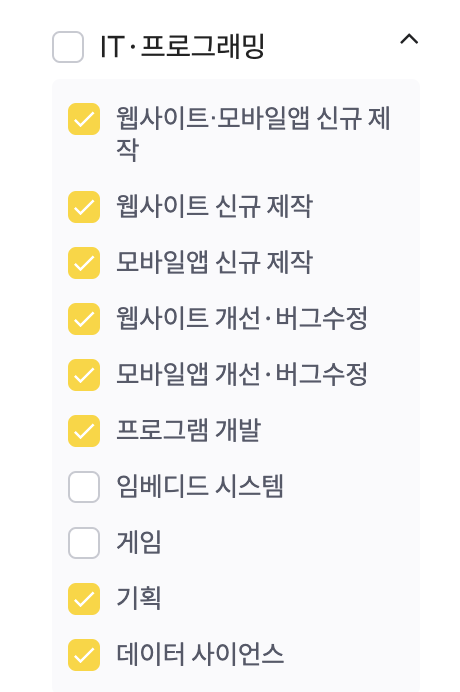 IT·프로그래밍
웹사이트·모바일앱 신규 제
작
웹사이트 신규 제작
모바일앱 신규 제작
웹사이트 개선·버그수정
모바일앱 개선·버그수정
프로그램 개발
임베디드 시스템
게임
기획
데이터 사이언스